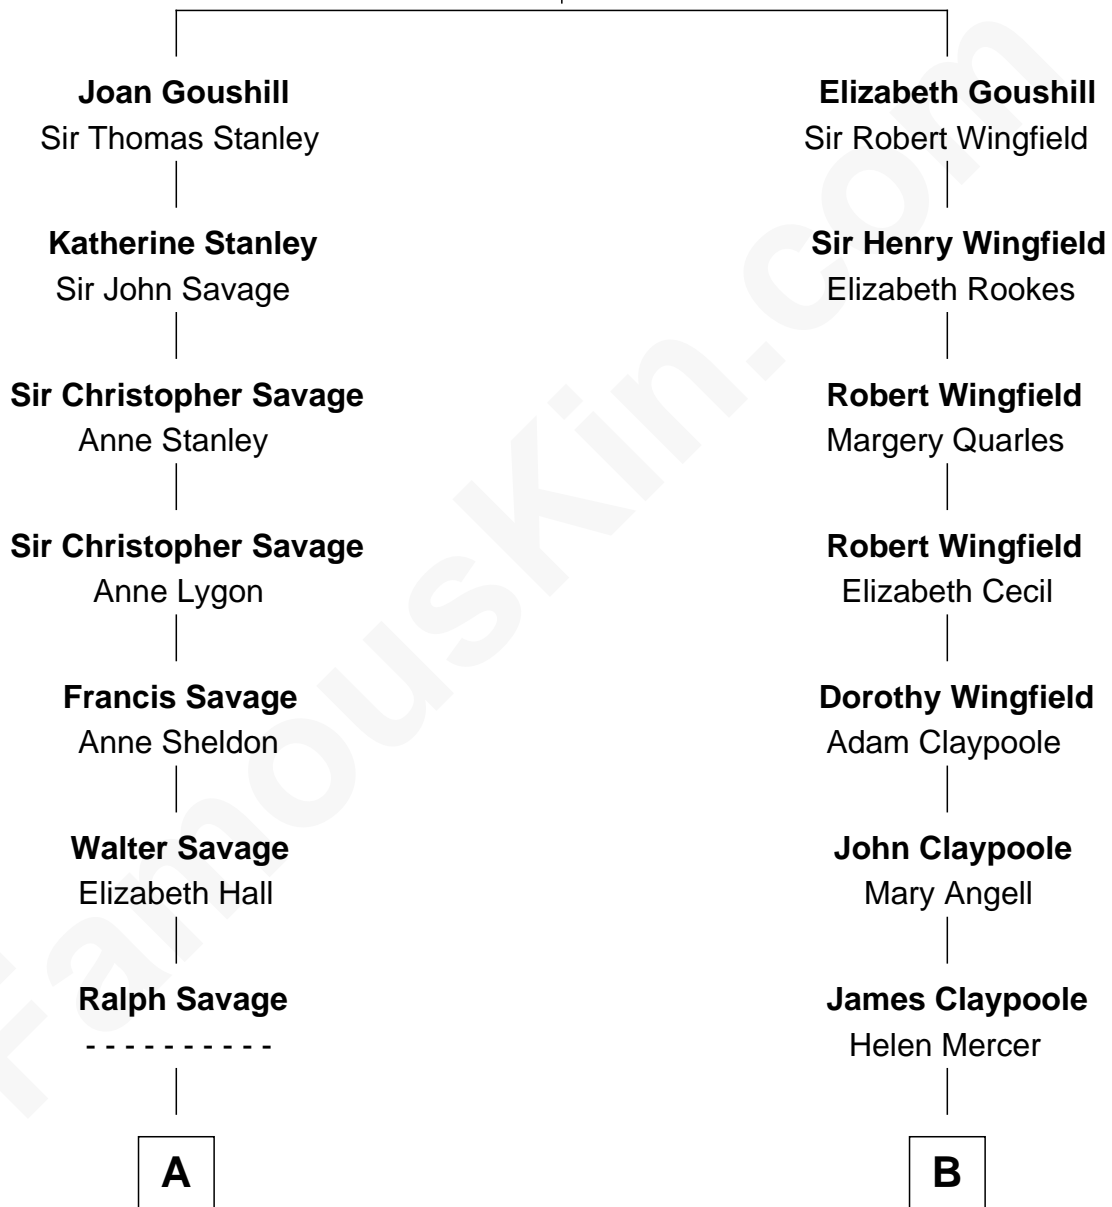 Joan Goushill
Sir Thomas Stanley
Katherine Stanley
Sir John Savage
Sir Christopher Savage
Anne Stanley
Sir Christopher Savage
Anne Lygon
Francis Savage
Anne Sheldon
Walter Savage
Elizabeth Hall
Ralph Savage
- - - - - - - - - -
A
Elizabeth Goushill
Sir Robert Wingfield
Sir Henry Wingfield
Elizabeth Rookes
Robert Wingfield
Margery Quarles
Robert Wingfield
Elizabeth Cecil
Dorothy Wingfield
Adam Claypoole
John Claypoole
Mary Angell
James Claypoole
Helen Mercer
B
FamousKin.com